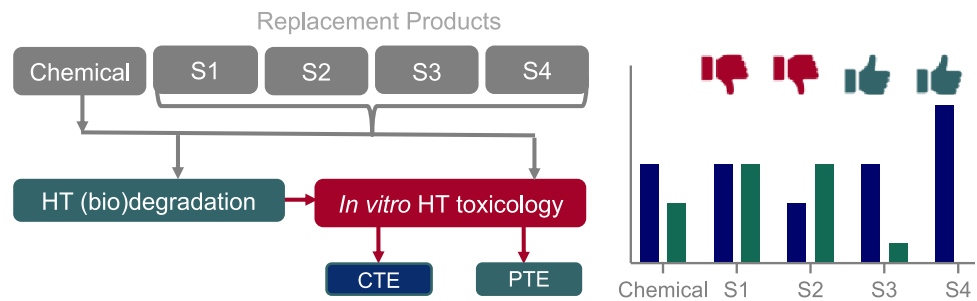 Replacement Products
Chemical
S1
S2
S3
S4
HT (bio)degradation
In vitro HT toxicology
CTE
PTE
Chemical
S1
S2
S3
S4